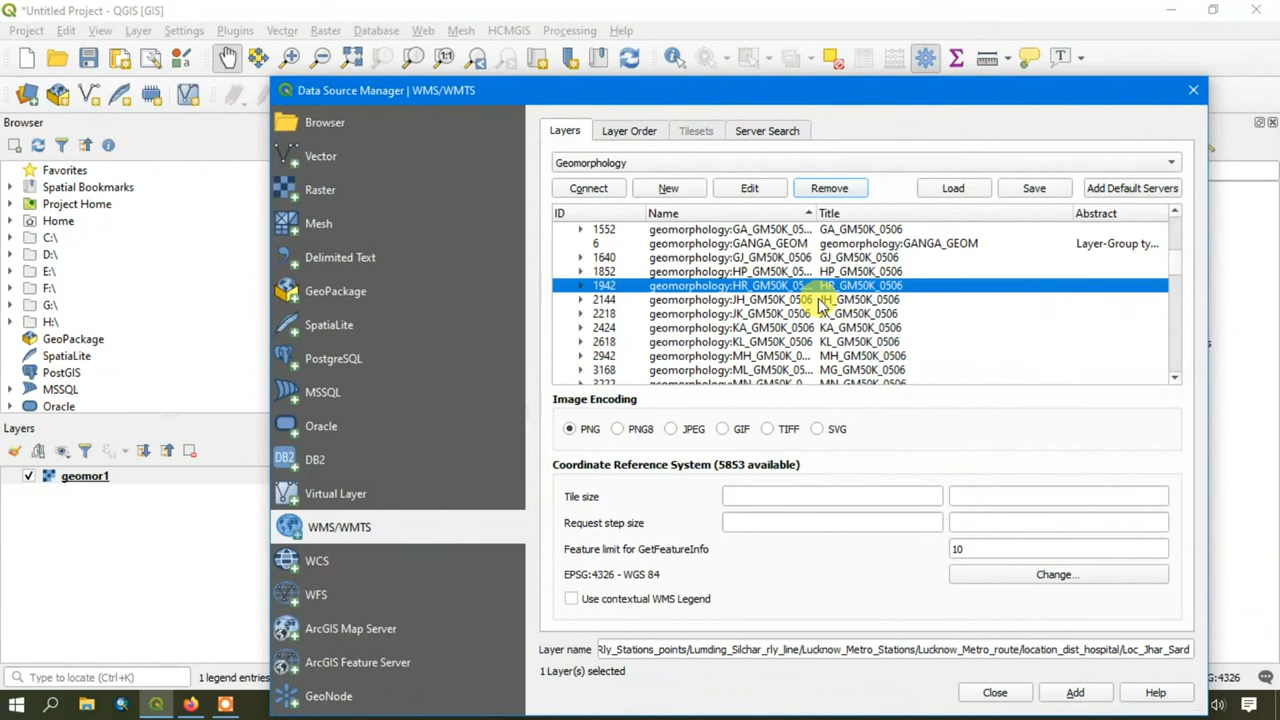 *Untitled Project - QGIS [GIS]
Project Edit View Layer Settings Plugins Vector Raster Database Web Mesh HCMGIS Processing Help
Data Source Manager | WMS/WMTS
Browser
Favorites
Spatial Bookmarks
Project Home
Home
C:\
D:\
E:\
F:\
G:\
H:\
GeoPackage
SpatiaLite
PostGIS
MSSQL
Oracle
Layers
geomor1
Type to locate (Ctrl+K)
1 legend entries
Browser
Vector
Raster
Mesh
Delimited Text
GeoPackage
SpatiaLite
PostgreSQL
MSSQL
Oracle
DB2
Virtual Layer
WMS/WMTS
WCS
WFS
ArcGIS Map Server
ArcGIS Feature Server
GeoNode
Layers Layer Order Tilesets Server Search
Geomorphology
Connect New Edit Remove Load Save Add Default Servers
ID Name Title Abstract
1552 geomorphology:GA_GM50K_05... GA_GM50K_0506
6 geomorphology:GANGA_GEOM geomorphology:GANGA_GEOM Layer-Group ty...
1640 geomorphology:GJ_GM50K_0506 GJ_GM50K_0506
1852 geomorphology:HP_GM50K_05... HP_GM50K_0506
1942 geomorphology:HR_GM50K_05... HR_GM50K_0506
2144 geomorphology:JH_GM50K_0506 JH_GM50K_0506
2218 geomorphology:JK_GM50K_0506 JK_GM50K_0506
2424 geomorphology:KA_GM50K_0506 KA_GM50K_0506
2618 geomorphology:KL_GM50K_0506 KL_GM50K_0506
2942 geomorphology:MH_GM50K_0... MH_GM50K_0506
3168 geomorphology:ML_GM50K_05... MG_GM50K_0506
3222 geomorphology:MN_GM50K_0... MN_GM50K_0506
Image Encoding
PNG PNG8 JPEG GIF TIFF SVG
Coordinate Reference System (5853 available)
Tile size
Request step size
Feature limit for GetFeatureInfo 10
EPSG:4326 - WGS 84 Change...
Use contextual WMS Legend
Layer name Rly_Stations_points/Lumding_Silchar_rly_line/Lucknow_Metro_Stations/Lucknow_Metro_route/location_dist_hospital/Loc_Jhar_Sard
1 Layer(s) selected
Close Add Help
G:4326